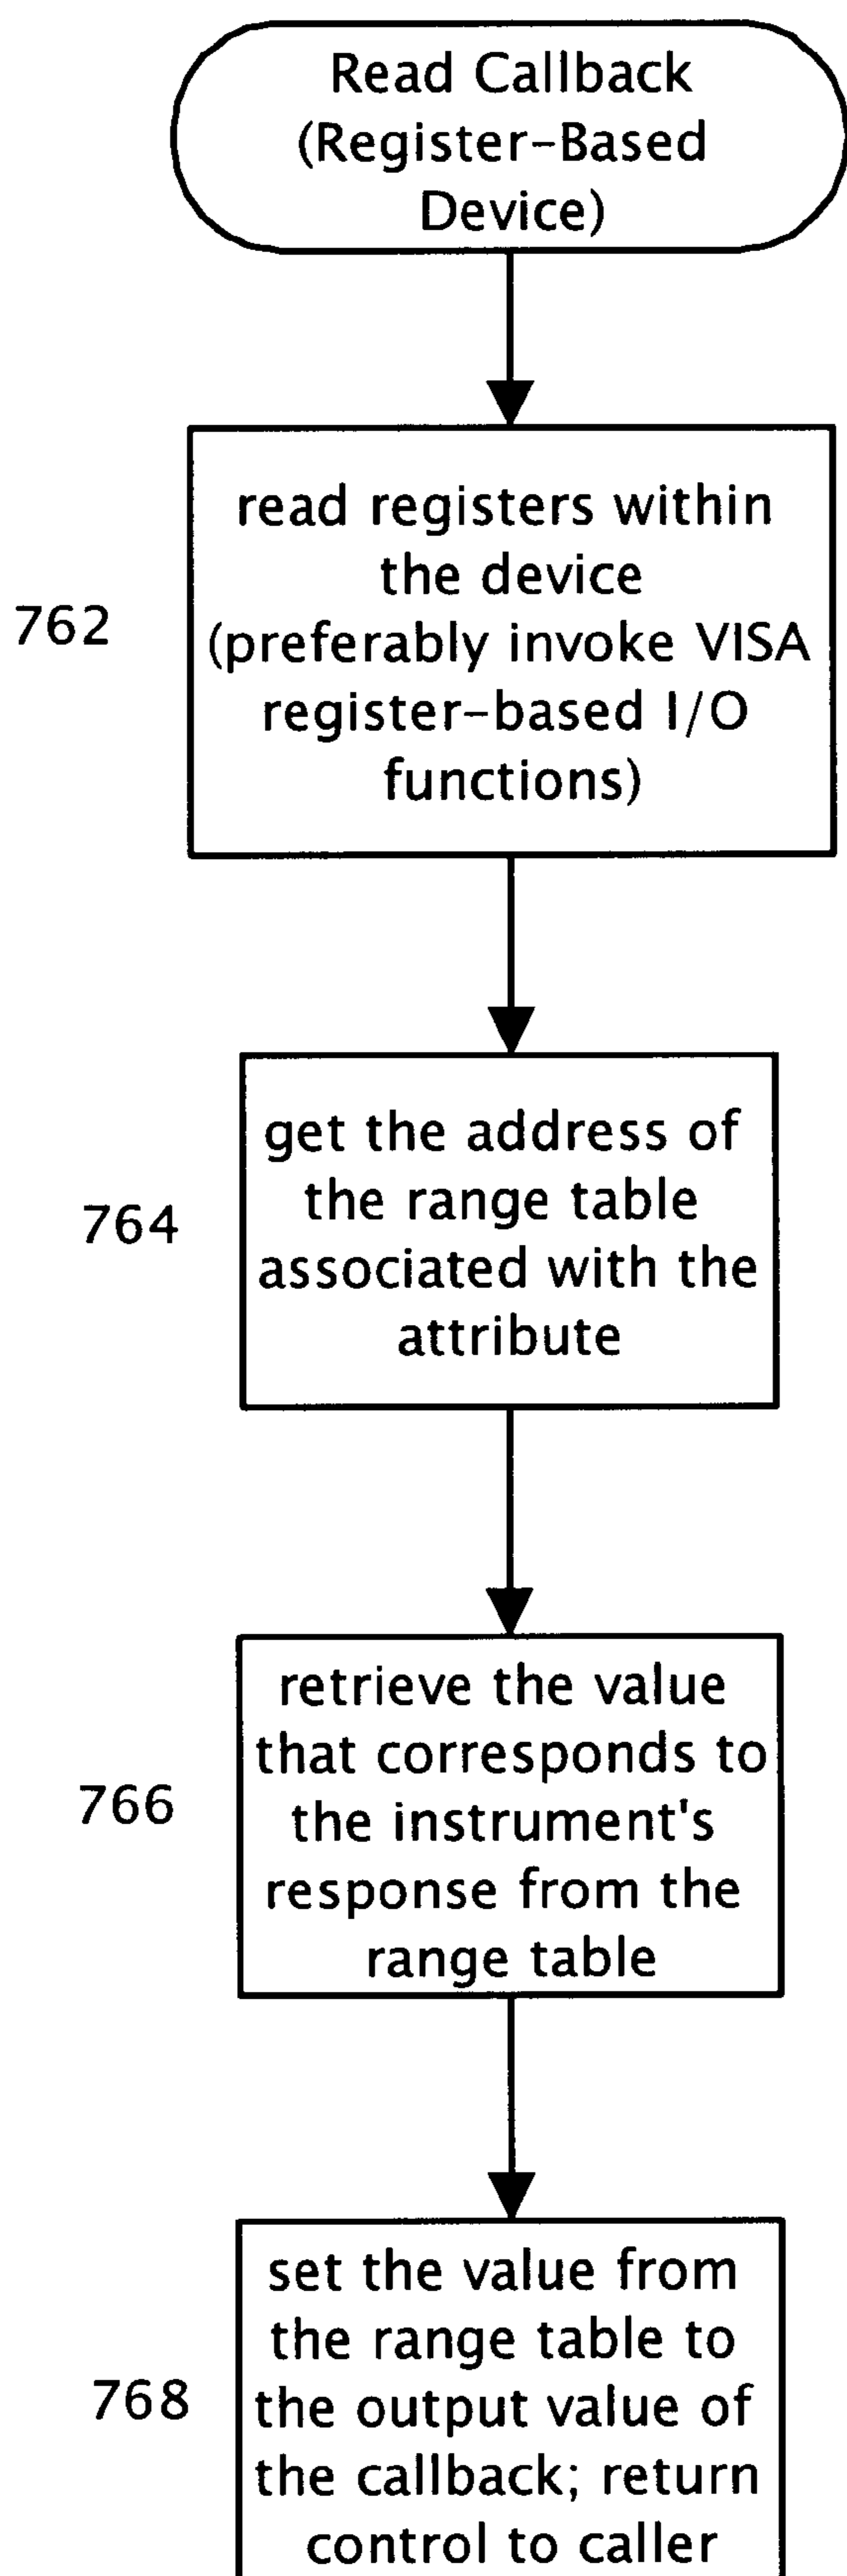 Read Callback
(Register-Based
Device)
762
read registers within
the device
(preferably invoke VISA
register-based I/O
functions)
764
get the address of
the range table
associated with the
attribute
766
retrieve the value
that corresponds to
the instrument's
response from the
range table
768
set the value from
the range table to
the output value of
the callback; return
control to caller